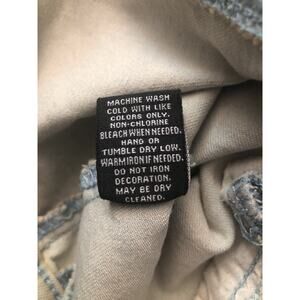 MACHINE WASH
COLD WITH LIKE
COLORS ONLY.
NON-CHLORINE
BLEACH WHEN NEEDED.
HANG OR
TUMBLE DRY LOW.
WARM IRON IF NEEDED.
DO NOT IRON
DECORATION.
MAY BE DRY
CLEANED.